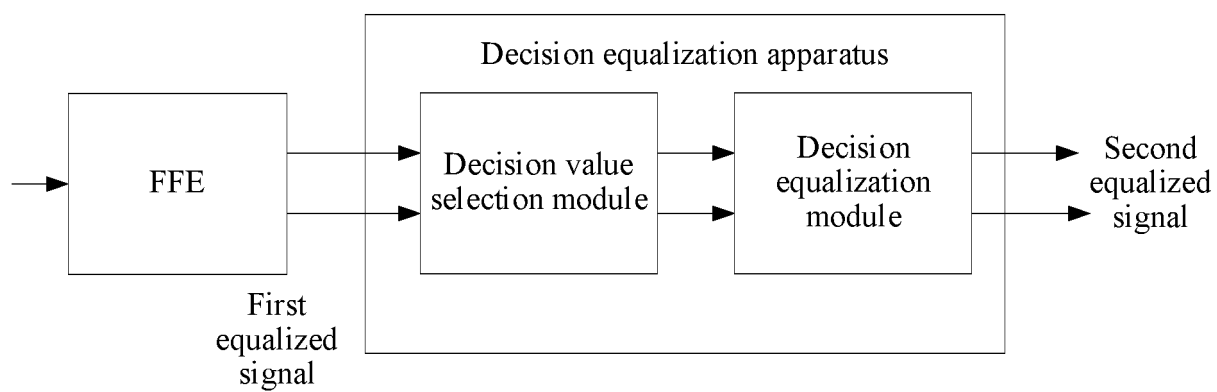 Decision equalization apparatus
FFE
Decision value
selection module
Decision
equalization
module
Second
equalized
signal
First
equalized
signal